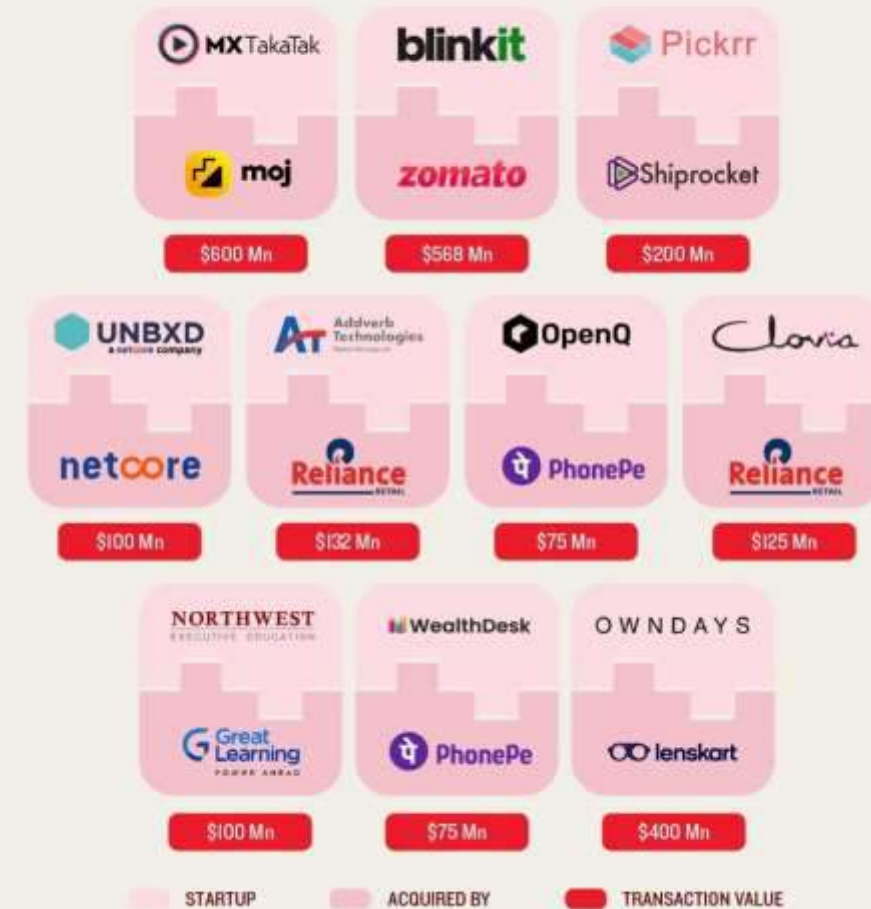 MXTakaTak
blinkit
Pickrr
moj
zomato
Shiprocket
$600 Mn
$568 Mn
$200 Mn
UNBXD
a netcore company
AT Addverb
Technologies
OpenQ
Clovia
netcore
Reliance
RETAIL
पे PhonePe
Reliance
RETAIL
$100 Mn
$132 Mn
$75 Mn
$125 Mn
NORTHWEST
EXECUTIVE EDUCATION
WealthDesk
OWNDAYS
G Great
Learning
POWER AHEAD
पे PhonePe
lenskart
$100 Mn
$75 Mn
$400 Mn
STARTUP
ACQUIRED BY
TRANSACTION VALUE